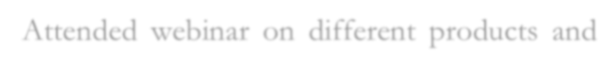 Attended webinar on different products and